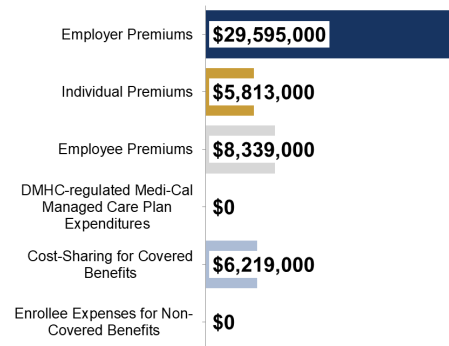 Employer Premiums $29,595,000
Individual Premiums $5,813,000
Employee Premiums $8,339,000
DMHC-regulated Medi-Cal
Managed Care Plan
Expenditures
$0
Cost-Sharing for Covered
Benefits
$6,219,000
Enrollee Expenses for Non-
Covered Benefits
$0